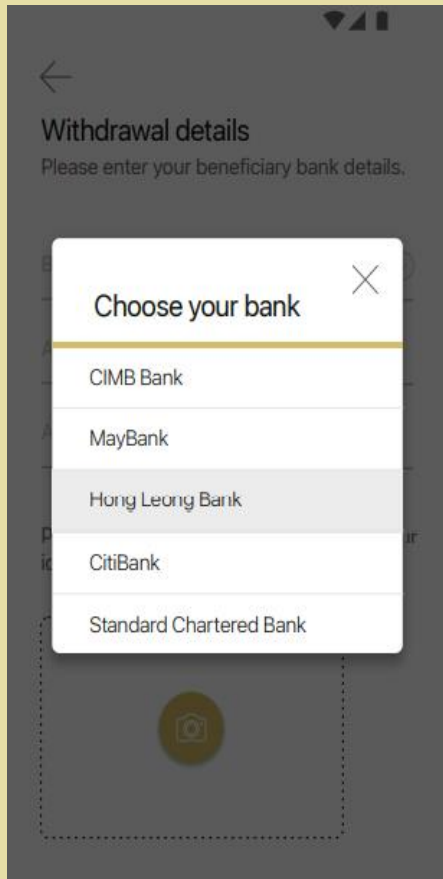 Withdrawal details
Please enter your beneficiary bank details.
Choose your bank
CIMB Bank
MayBank
Hong Leong Bank
CitiBank
Standard Chartered Bank